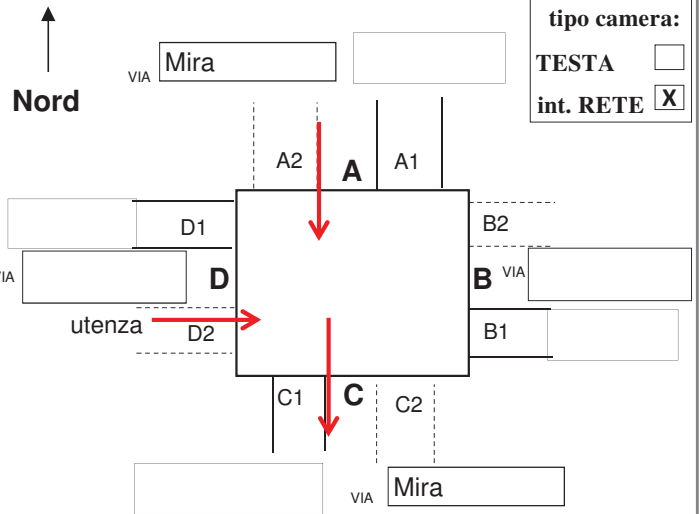 tipo camera:
VIA Mira
TESTA
Nord
int. RETE X
A2 A A1
D1 B2
VIA D B VIA
utenza D2 B1
C1 C C2
VIA Mira